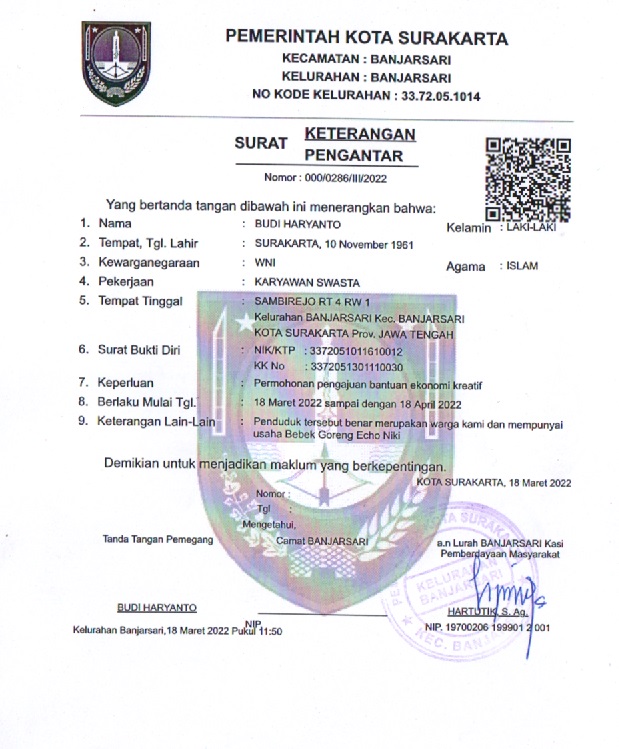 PEMERINTAH KOTA SURAKARTA
KECAMATAN : BANJARSARI
KELURAHAN : BANJARSARI
NO KODE KELURAHAN : 33.72.05.1014
SURAT KETERANGAN
PENGANTAR
Nomor : 000/0286/III/2022
Yang bertanda tangan dibawah ini menerangkan bahwa:
1. Nama : BUDI HARYANTO Kelamin : LAKI-LAKI
2. Tempat, Tgl. Lahir : SURAKARTA, 10 November 1961
3. Kewarganegaraan : WNI Agama : ISLAM
4. Pekerjaan : KARYAWAN SWASTA
5. Tempat Tinggal : SAMBIREJO RT 4 RW 1
Kelurahan BANJARSARI Kec. BANJARSARI
KOTA SURAKARTA Prov. JAWA TENGAH
6. Surat Bukti Diri : NIK/KTP : 3372051011610012
KK No : 3372051301110030
7. Keperluan : Permohonan pengajuan bantuan ekonomi kreatif
8. Berlaku Mulai Tgl. : 18 Maret 2022 sampai dengan 18 April 2022
9. Keterangan Lain-Lain : Penduduk tersebut benar merupakan warga kami dan mempunyai
usaha Bebek Goreng Echo Niki
Demikian untuk menjadikan maklum yang berkepentingan.
KOTA SURAKARTA, 18 Maret 2022
Nomor :
Tgl :
Mengetahui,
Tanda Tangan Pemegang Camat BANJARSARI a.n Lurah BANJARSARI Kasi
Pemberdayaan Masyarakat
KELURAHAN
BANJARSARI
KEC. BANJ
BUDI HARYANTO HARTUTIK, S. Ag.
NIP. NIP. 19700206 199901 2 001
Kelurahan Banjarsari,18 Maret 2022 Pukul 11:50